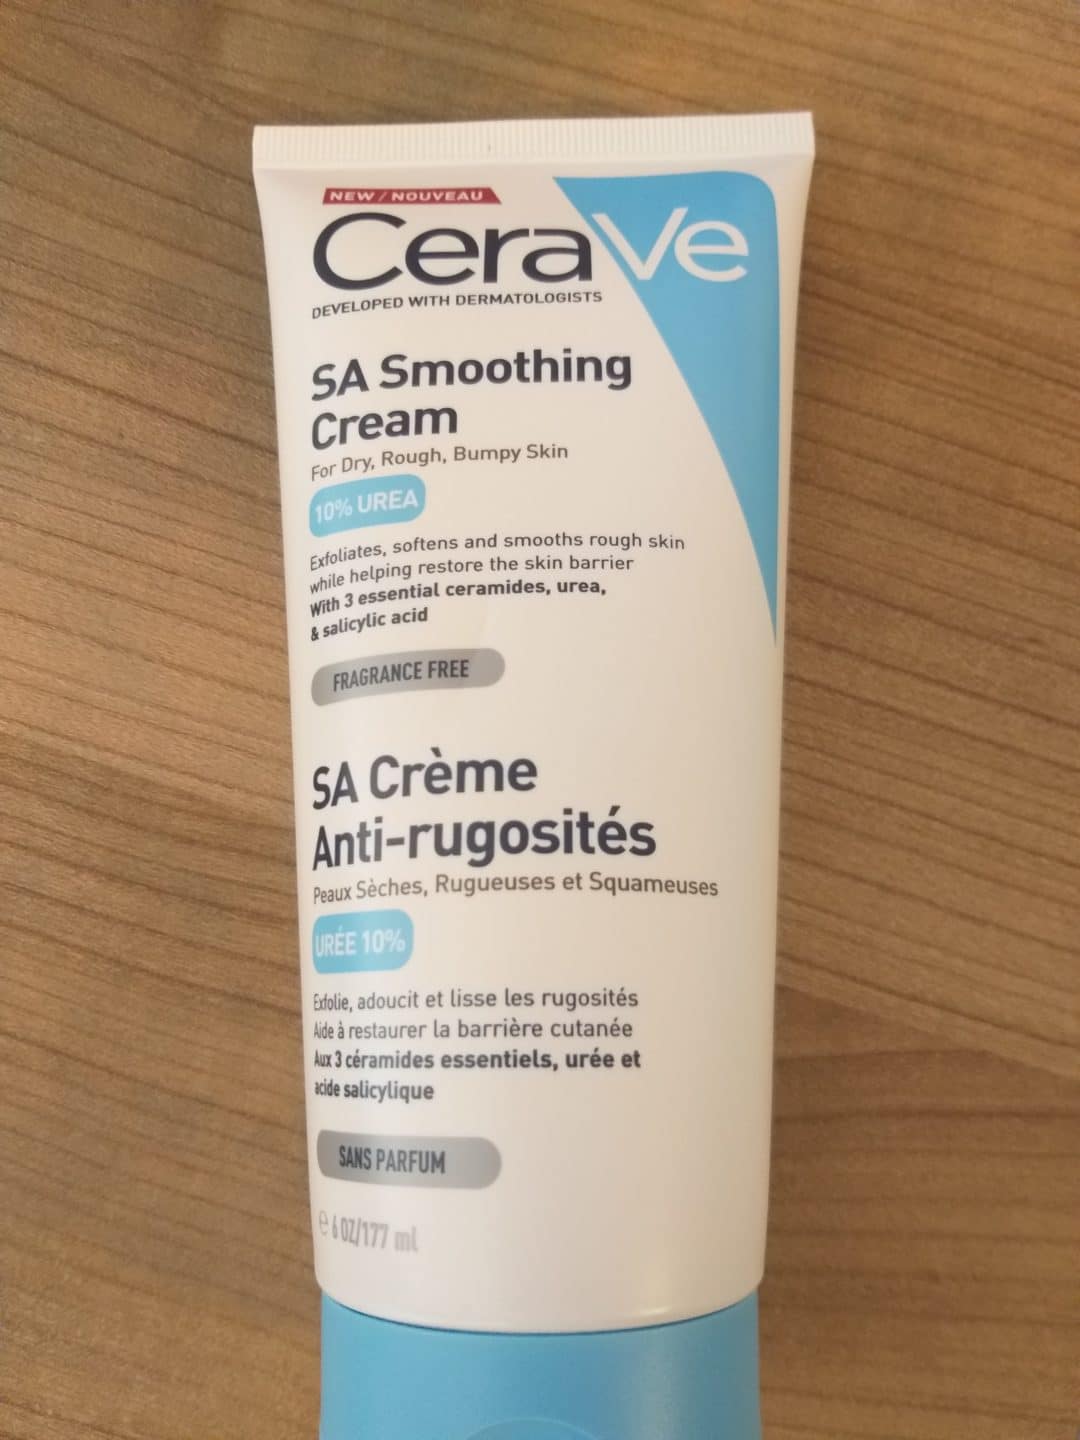 NEW / NOUVEAU
CeraVe
DEVELOPED WITH DERMATOLOGISTS
SA Smoothing
Cream
For Dry, Rough, Bumpy Skin
10% UREA
Exfoliates, softens and smooths rough skin
while helping restore the skin barrier
With 3 essential ceramides, urea,
& salicylic acid
FRAGRANCE FREE
SA Crème
Anti-rugosités
Peaux Sèches, Rugueuses et Squameuses
URÉE 10%
Exfolie, adoucit et lisse les rugosités
Aide à restaurer la barrière cutanée
Aux 3 céramides essentiels, urée et
acide salicylique
SANS PARFUM
℮ 6 OZ/177 ml